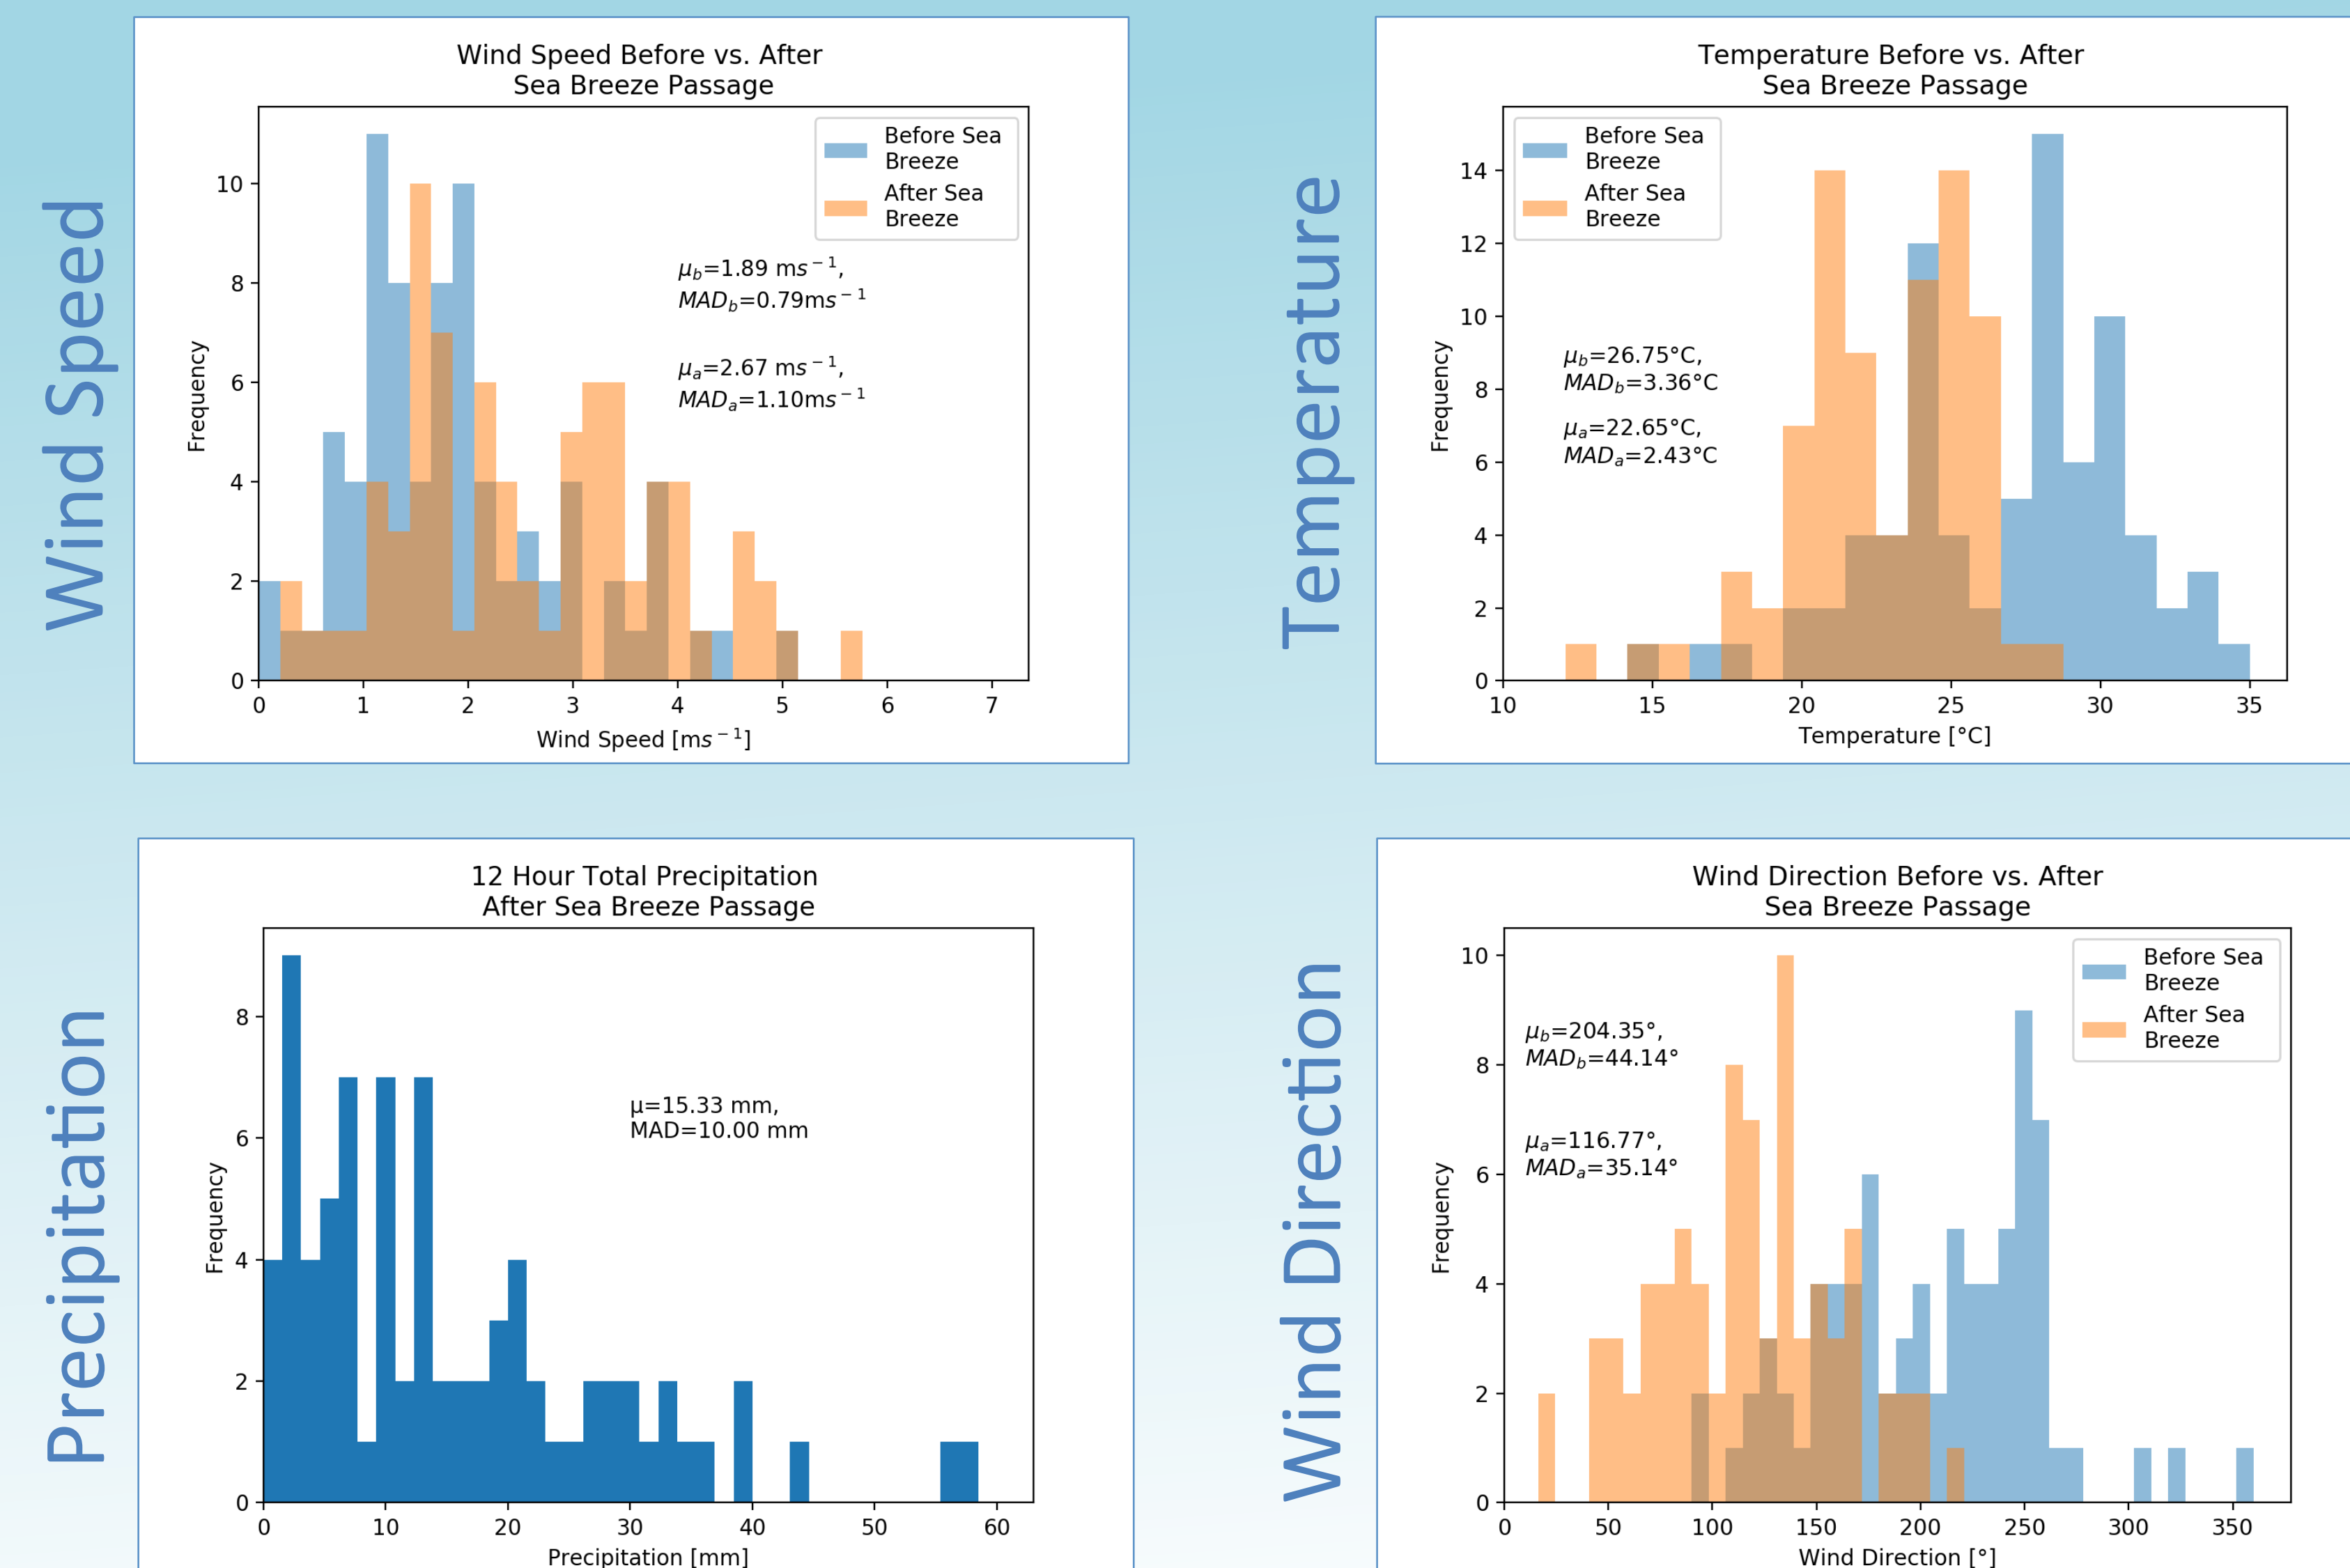 Wind Speed
Wind Speed Before vs. After
Sea Breeze Passage
Before Sea
Breeze
After Sea
Breeze
μb=1.89 ms−1,
MADb=0.79ms−1
μa=2.67 ms−1,
MADa=1.10ms−1
Frequency
10
8
6
4
2
0
0 1 2 3 4 5 6 7
Wind Speed [ms−1]
Temperature
Temperature Before vs. After
Sea Breeze Passage
Before Sea
Breeze
After Sea
Breeze
μb=26.75°C,
MADb=3.36°C
μa=22.65°C,
MADa=2.43°C
Frequency
14
12
10
8
6
4
2
0
10 15 20 25 30 35
Temperature [°C]
Precipitation
12 Hour Total Precipitation
After Sea Breeze Passage
μ=15.33 mm,
MAD=10.00 mm
Frequency
8
6
4
2
0
0 10 20 30 40 50 60
Precipitation [mm]
Wind Direction
Wind Direction Before vs. After
Sea Breeze Passage
Before Sea
Breeze
After Sea
Breeze
μb=204.35°,
MADb=44.14°
μa=116.77°,
MADa=35.14°
Frequency
10
8
6
4
2
0
0 50 100 150 200 250 300 350
Wind Direction [°]